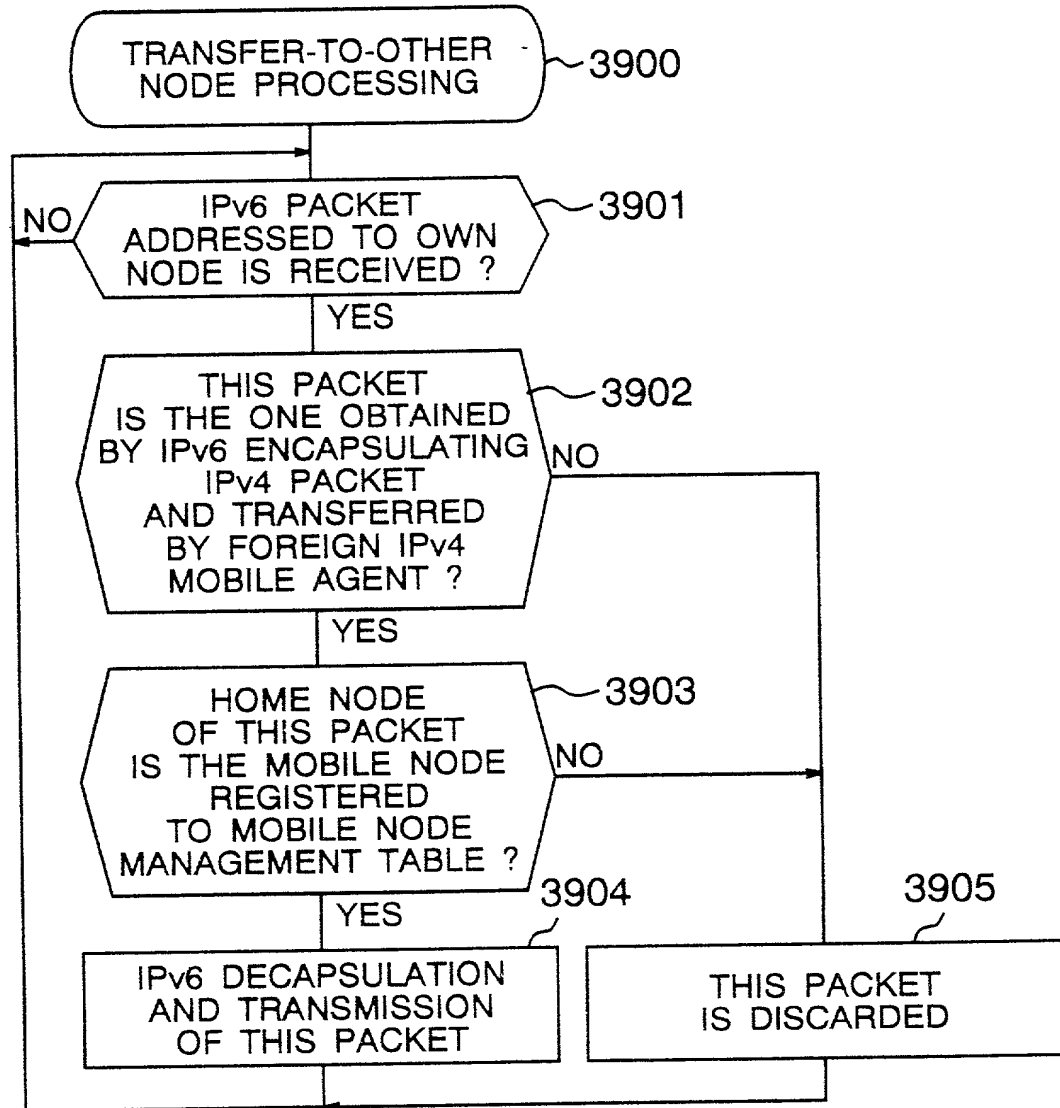 TRANSFER-TO-OTHER
NODE PROCESSING
3900
IPv6 PACKET
ADDRESSED TO OWN
NODE IS RECEIVED ?
3901
NO
YES
THIS PACKET
IS THE ONE OBTAINED
BY IPv6 ENCAPSULATING
IPv4 PACKET
AND TRANSFERRED
BY FOREIGN IPv4
MOBILE AGENT ?
3902
NO
YES
HOME NODE
OF THIS PACKET
IS THE MOBILE NODE
REGISTERED
TO MOBILE NODE
MANAGEMENT TABLE ?
3903
NO
YES
3904
IPv6 DECAPSULATION
AND TRANSMISSION
OF THIS PACKET
3905
THIS PACKET
IS DISCARDED